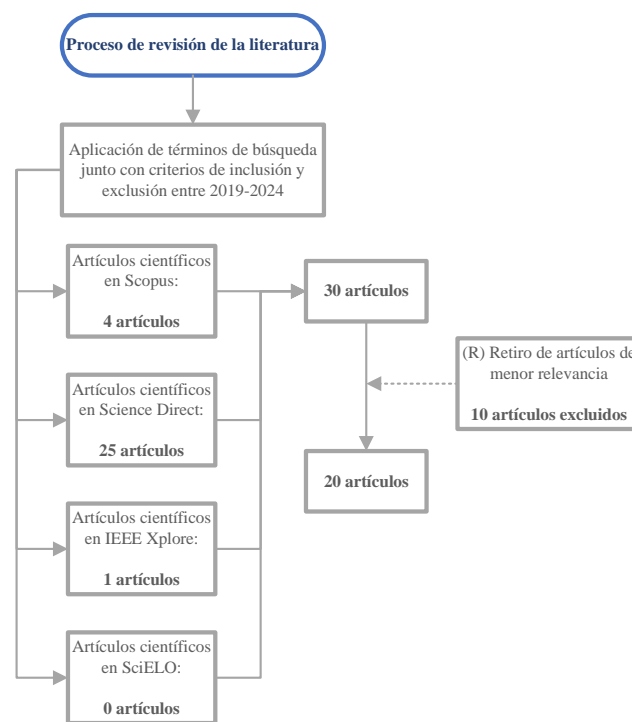 Proceso de revisión de la literatura
Aplicación de términos de búsqueda
junto con criterios de inclusión y
exclusión entre 2019-2024
Artículos científicos
en Scopus:
4 artículos
Artículos científicos
en Science Direct:
25 artículos
Artículos científicos
en IEEE Xplore:
1 artículos
Artículos científicos
en SciELO:
0 artículos
30 artículos
(R) Retiro de artículos de
menor relevancia
10 artículos excluidos
20 artículos